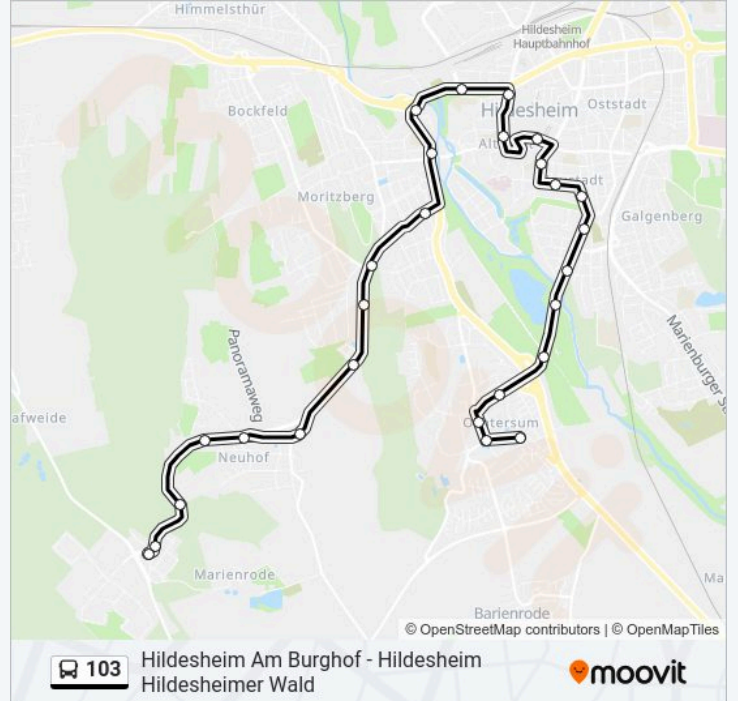 Himmelsthür
Hildesheim
Hauptbahnhof
Bockfeld
Hildesheim
Oststadt
Moritzberg
Galgenberg
Panoramaweg
Marienburger
afweide
Neuhof
Marienrode
Ma
Barienrode
© OpenStreetMap contributors | © OpenMapTiles
103
Hildesheim Am Burghof - Hildesheim
Hildesheimer Wald
moovit